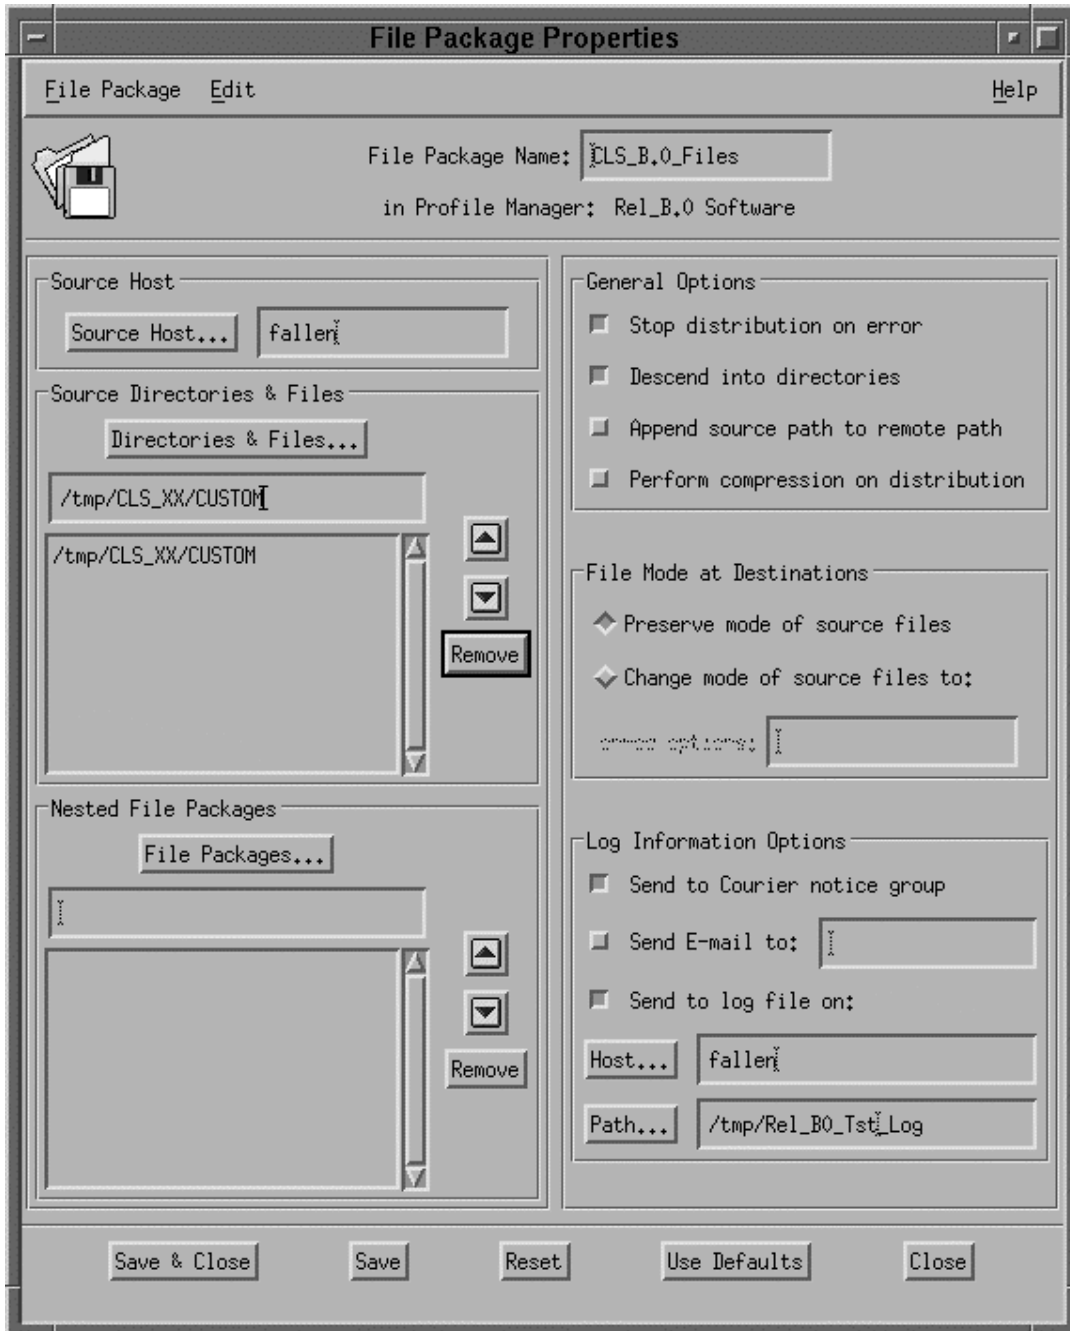 File Package Properties
File Package Edit Help
File Package Name: CLS_B.0_Files
in Profile Manager: Rel_B.0 Software
Source Host
Source Host... fallen
Source Directories & Files
Directories & Files...
/tmp/CLS_XX/CUSTOM
/tmp/CLS_XX/CUSTOM
Remove
Nested File Packages
File Packages...
Remove
General Options
Stop distribution on error
Descend into directories
Append source path to remote path
Perform compression on distribution
File Mode at Destinations
Preserve mode of source files
Change mode of source files to:
options:
Log Information Options
Send to Courier notice group
Send E-mail to:
Send to log file on:
Host... fallen
Path... /tmp/Rel_B0_Tst_Log
Save & Close Save Reset Use Defaults Close